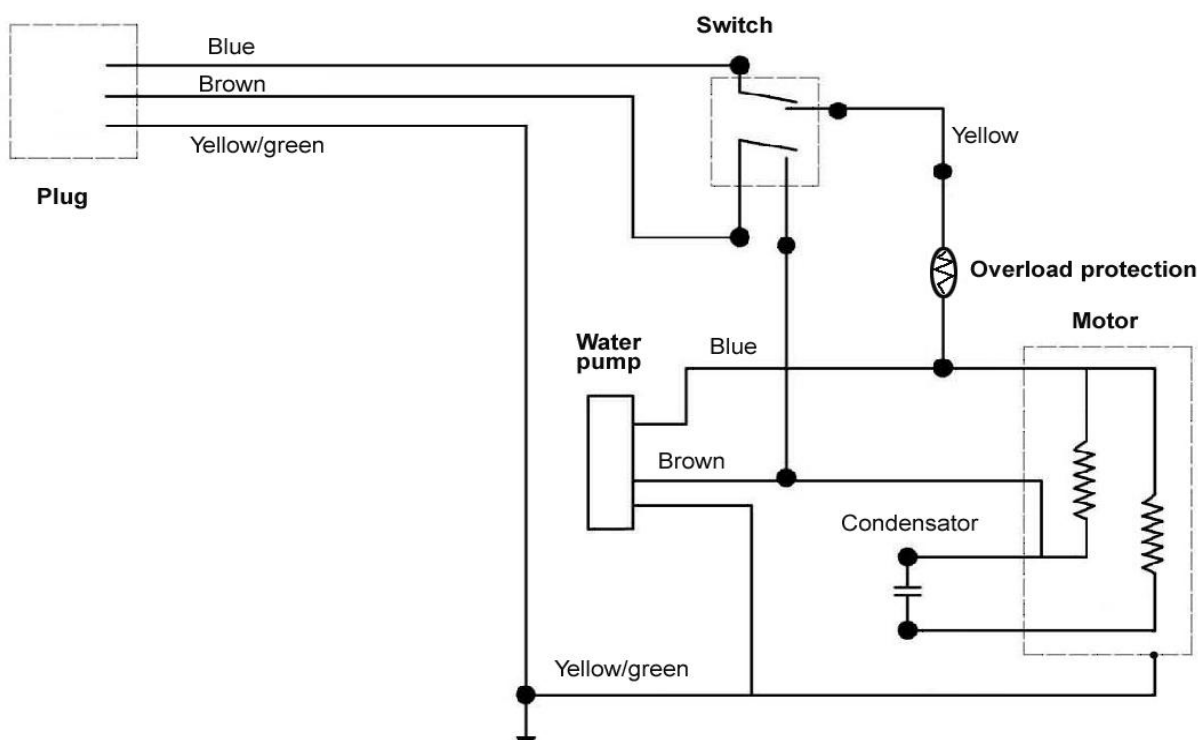 Switch
Blue
Brown
Yellow/green
Plug
Yellow
Overload protection
Motor
Water
pump
Blue
Brown
Condensator
Yellow/green